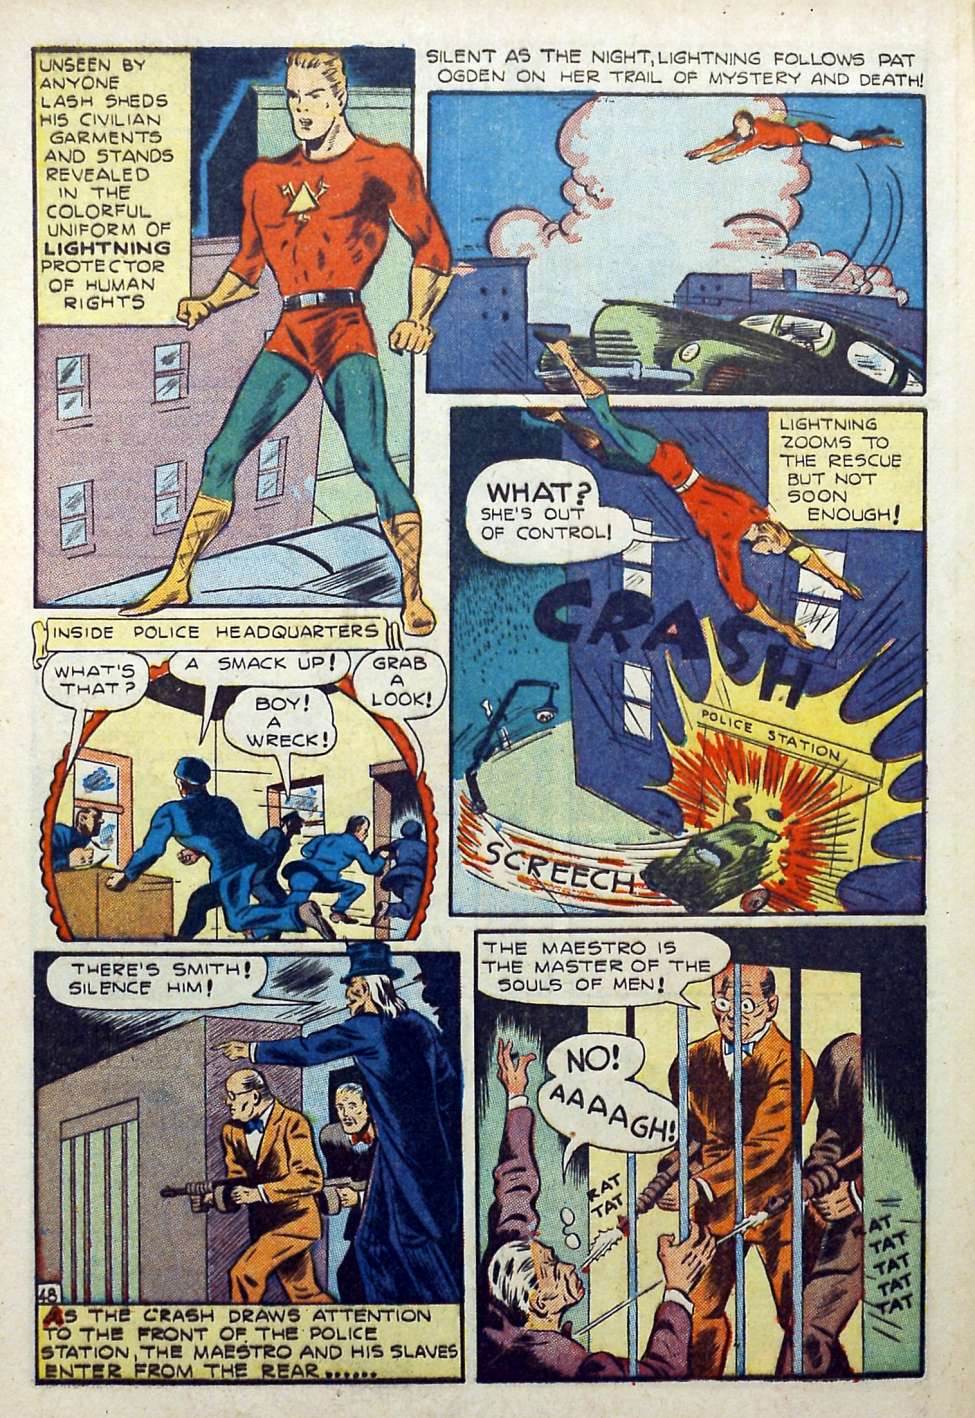 UNSEEN BY
ANYONE
LASH SHEDS
HIS CIVILIAN
GARMENTS
AND STANDS
REVEALED
IN THE
COLORFUL
UNIFORM OF
LIGHTNING
PROTECTOR
OF HUMAN
RIGHTS
SILENT AS THE NIGHT, LIGHTNING FOLLOWS PAT
OGDEN ON HER TRAIL OF MYSTERY AND DEATH!
LIGHTNING
ZOOMS TO
THE RESCUE
BUT NOT
SOON
ENOUGH!
WHAT?
SHE'S OUT
OF CONTROL!
CRASH
POLICE STATION
SCREECH
INSIDE POLICE HEADQUARTERS
WHAT'S
THAT?
A SMACK UP!
BOY!
A
WRECK!
GRAB
A
LOOK!
THERE'S SMITH!
SILENCE HIM!
48
AS THE CRASH DRAWS ATTENTION
TO THE FRONT OF THE POLICE
STATION, THE MAESTRO AND HIS SLAVES
ENTER FROM THE REAR......
THE MAESTRO IS
THE MASTER OF THE
SOULS OF MEN!
NO!
AAAAGH!
RAT
TAT
RAT
TAT
TAT
TAT
TAT